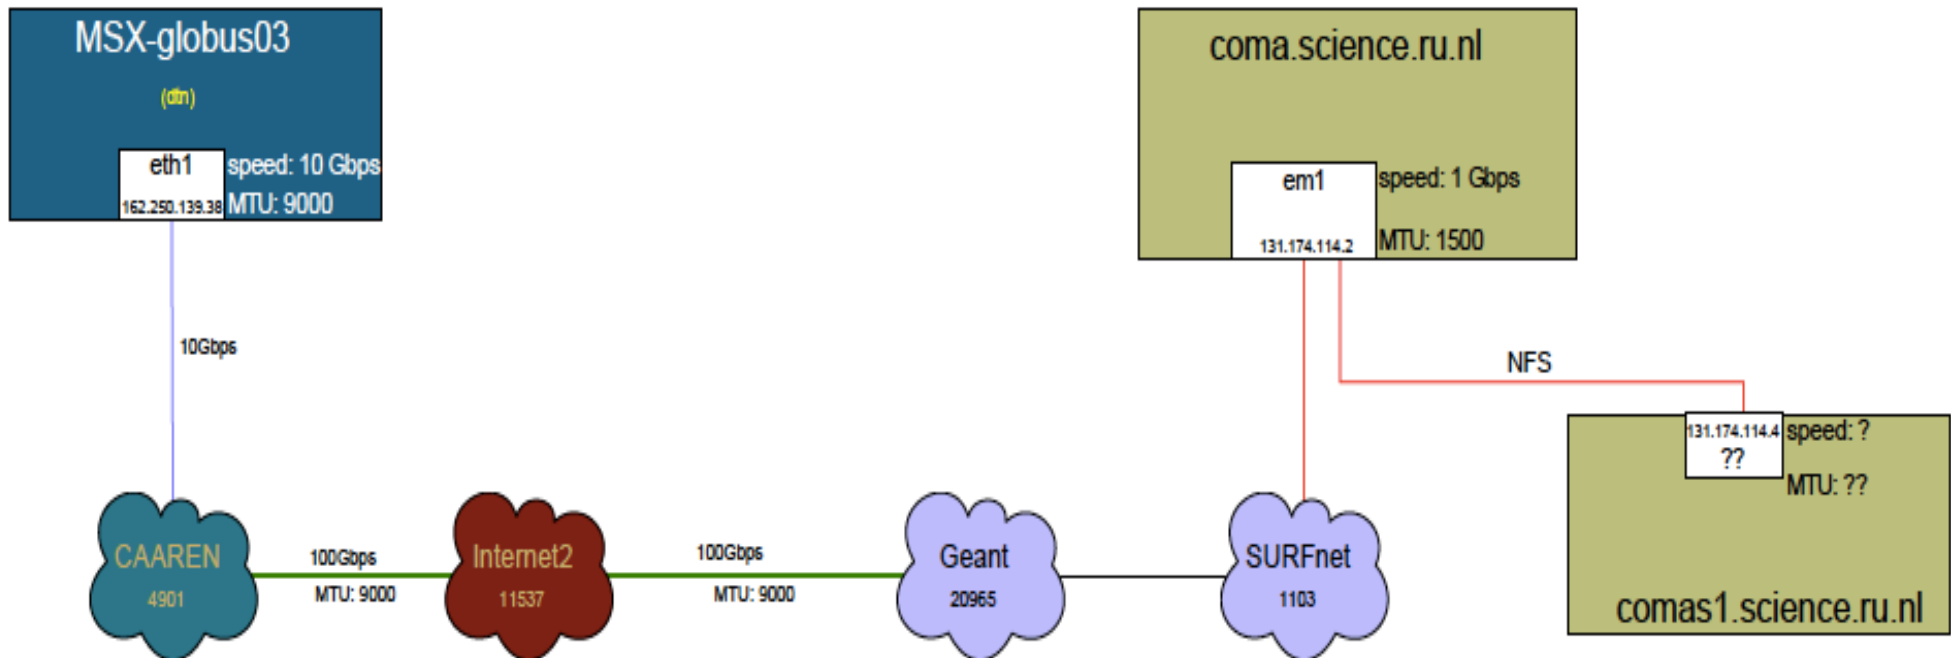 MSX-globus03
(dtn)
eth1
162.250.139.38
speed: 10 Gbps
MTU: 9000
10Gbps
coma.science.ru.nl
em1
131.174.114.2
speed: 1 Gbps
MTU: 1500
NFS
131.174.114.4
??
speed: ?
MTU: ??
comas1.science.ru.nl
CAAREN
4901
100Gbps
MTU: 9000
Internet2
11537
100Gbps
MTU: 9000
Geant
20965
SURFnet
1103